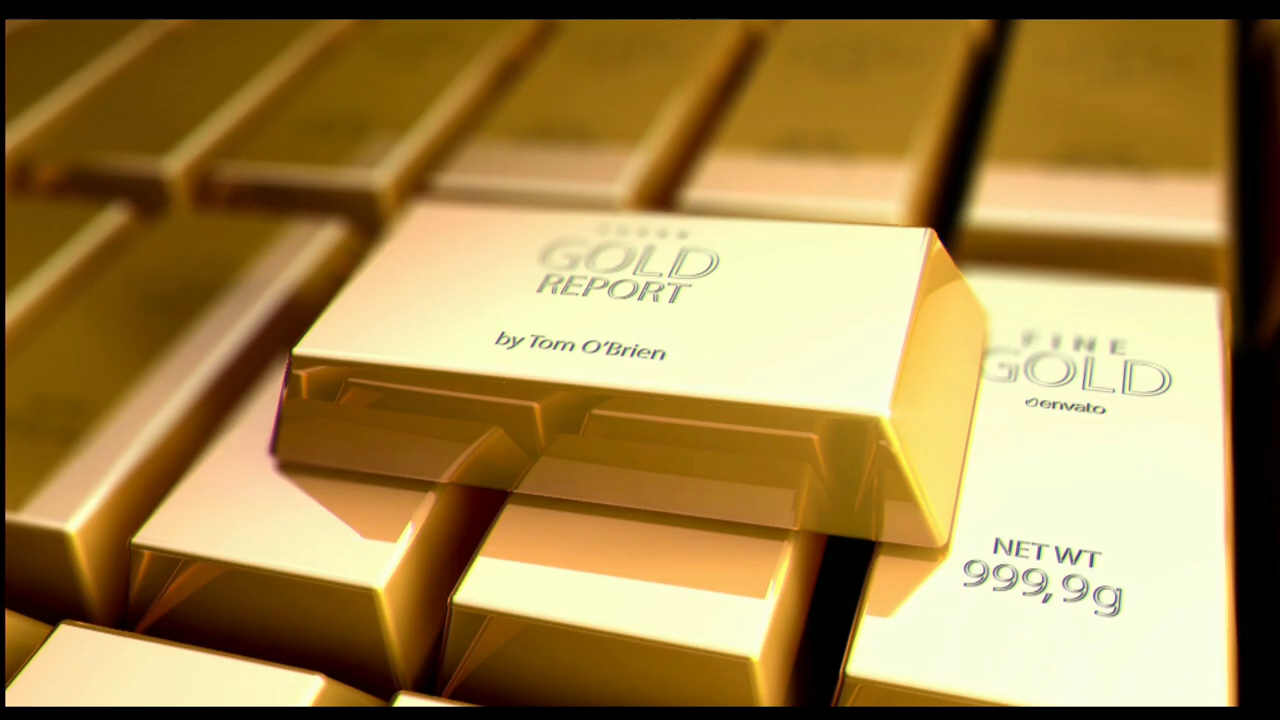 GOLD
REPORT
by Tom O'Brien
FINE
GOLD
envato
NET WT
999,9g